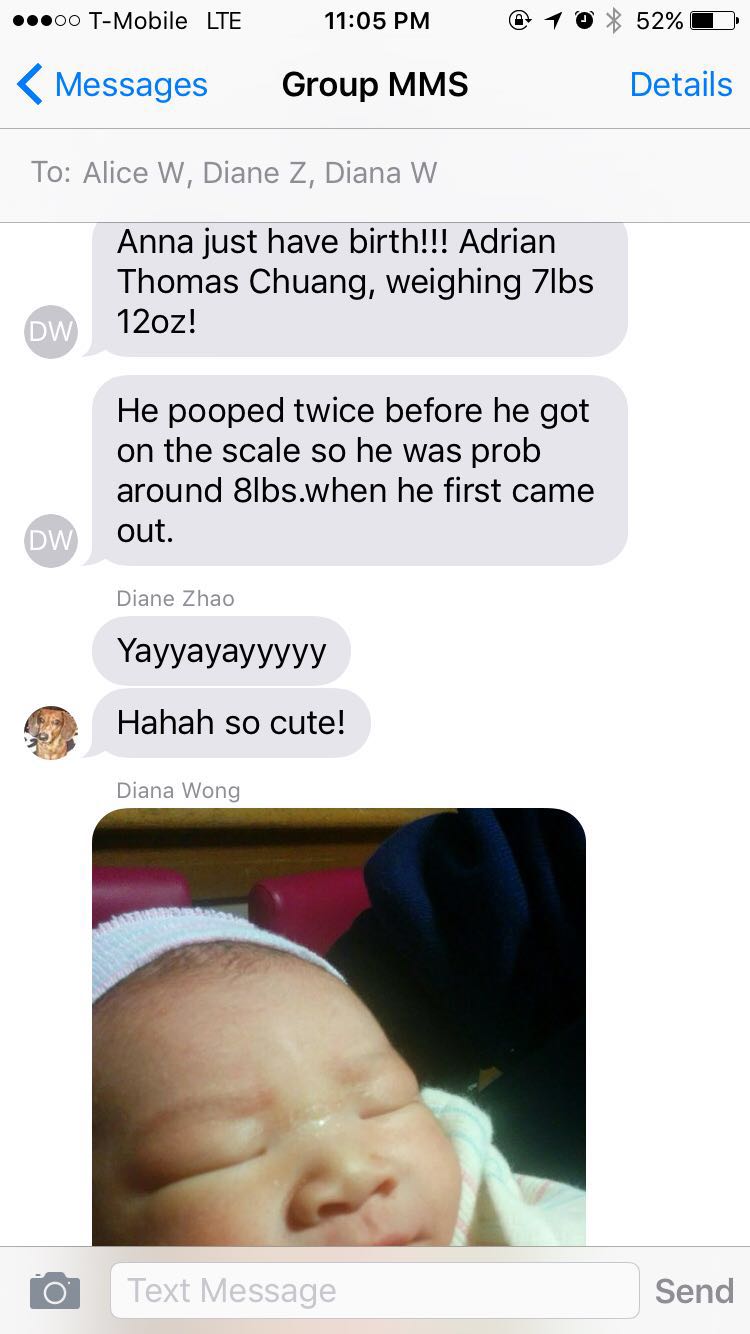 T-Mobile LTE 11:05 PM 52%
Messages Group MMS Details
To: Alice W, Diane Z, Diana W
Anna just have birth!!! Adrian
Thomas Chuang, weighing 7lbs
12oz!
DW
He pooped twice before he got
on the scale so he was prob
around 8lbs.when he first came
out.
DW
Diane Zhao
Yayyayayyyyy
Hahah so cute!
Diana Wong
Text Message Send